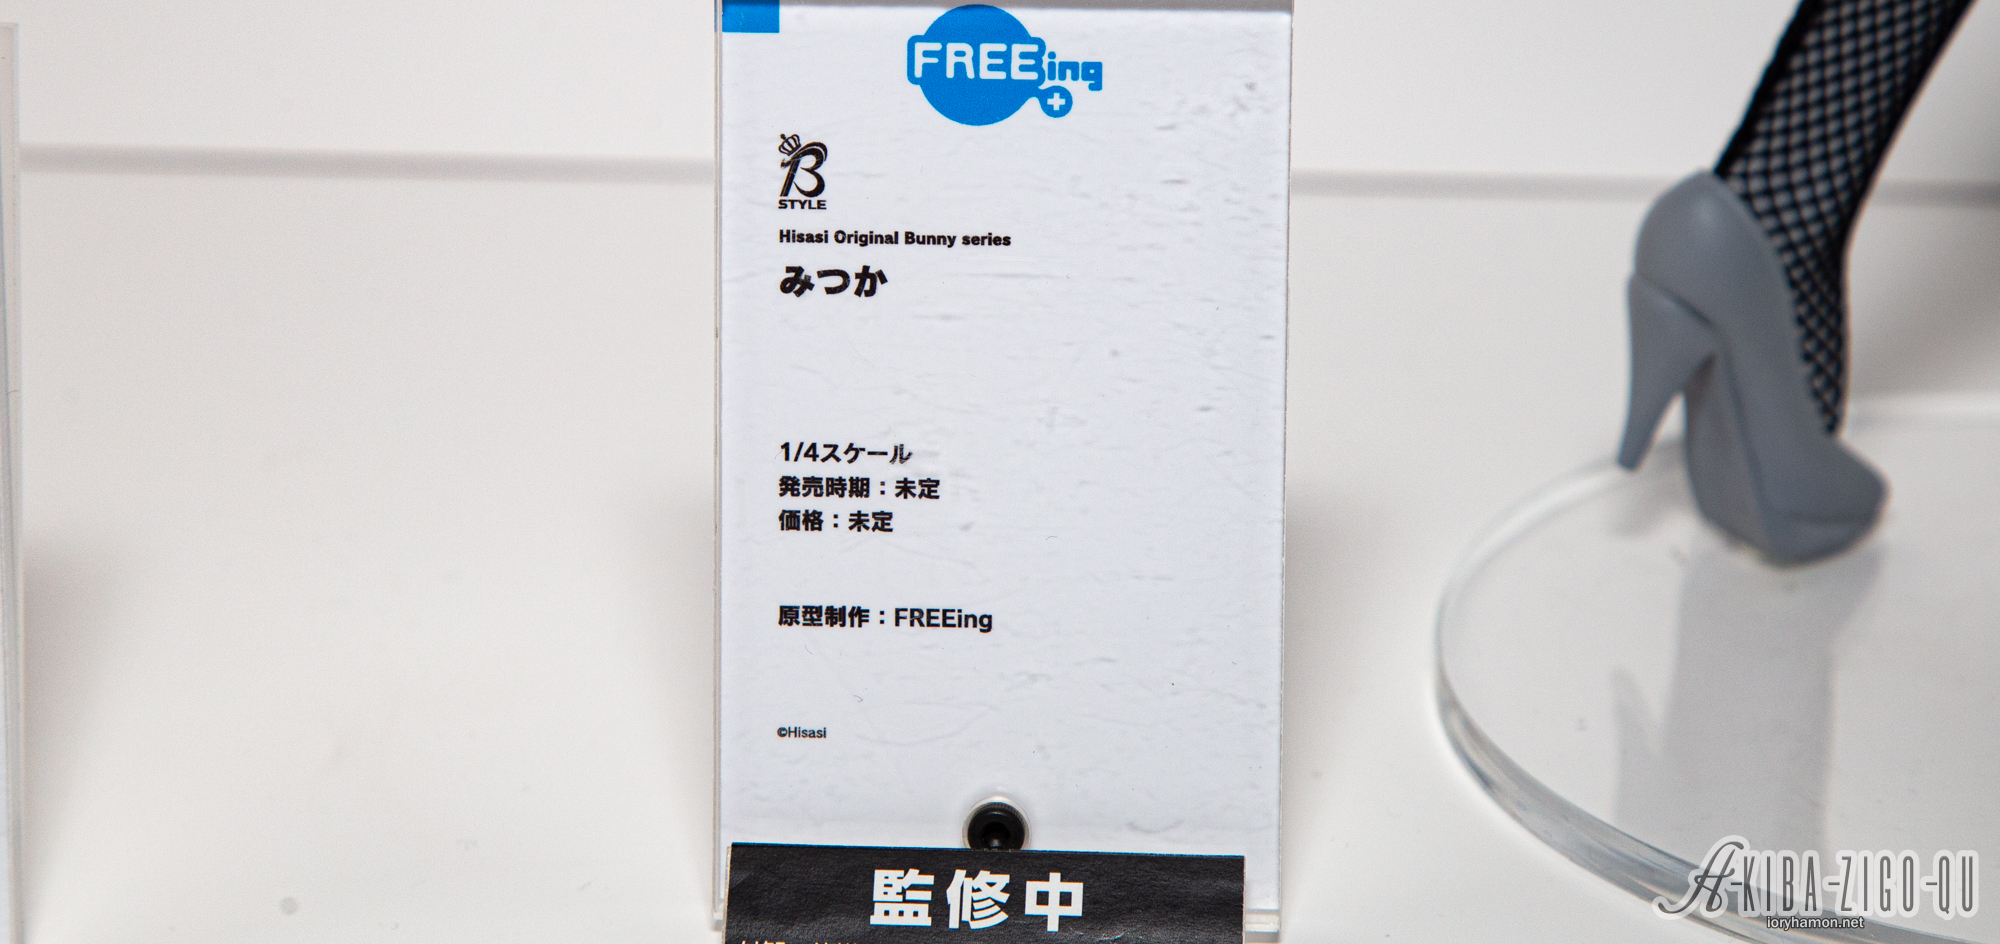 FREEing
B
STYLE
Hisasi Original Bunny series
みつか
1/4スケール
発売時期：未定
価格：未定
原型制作：FREEing
©Hisasi
監修中
A-KIBA-ZIGO-QU
ioryhamon.net